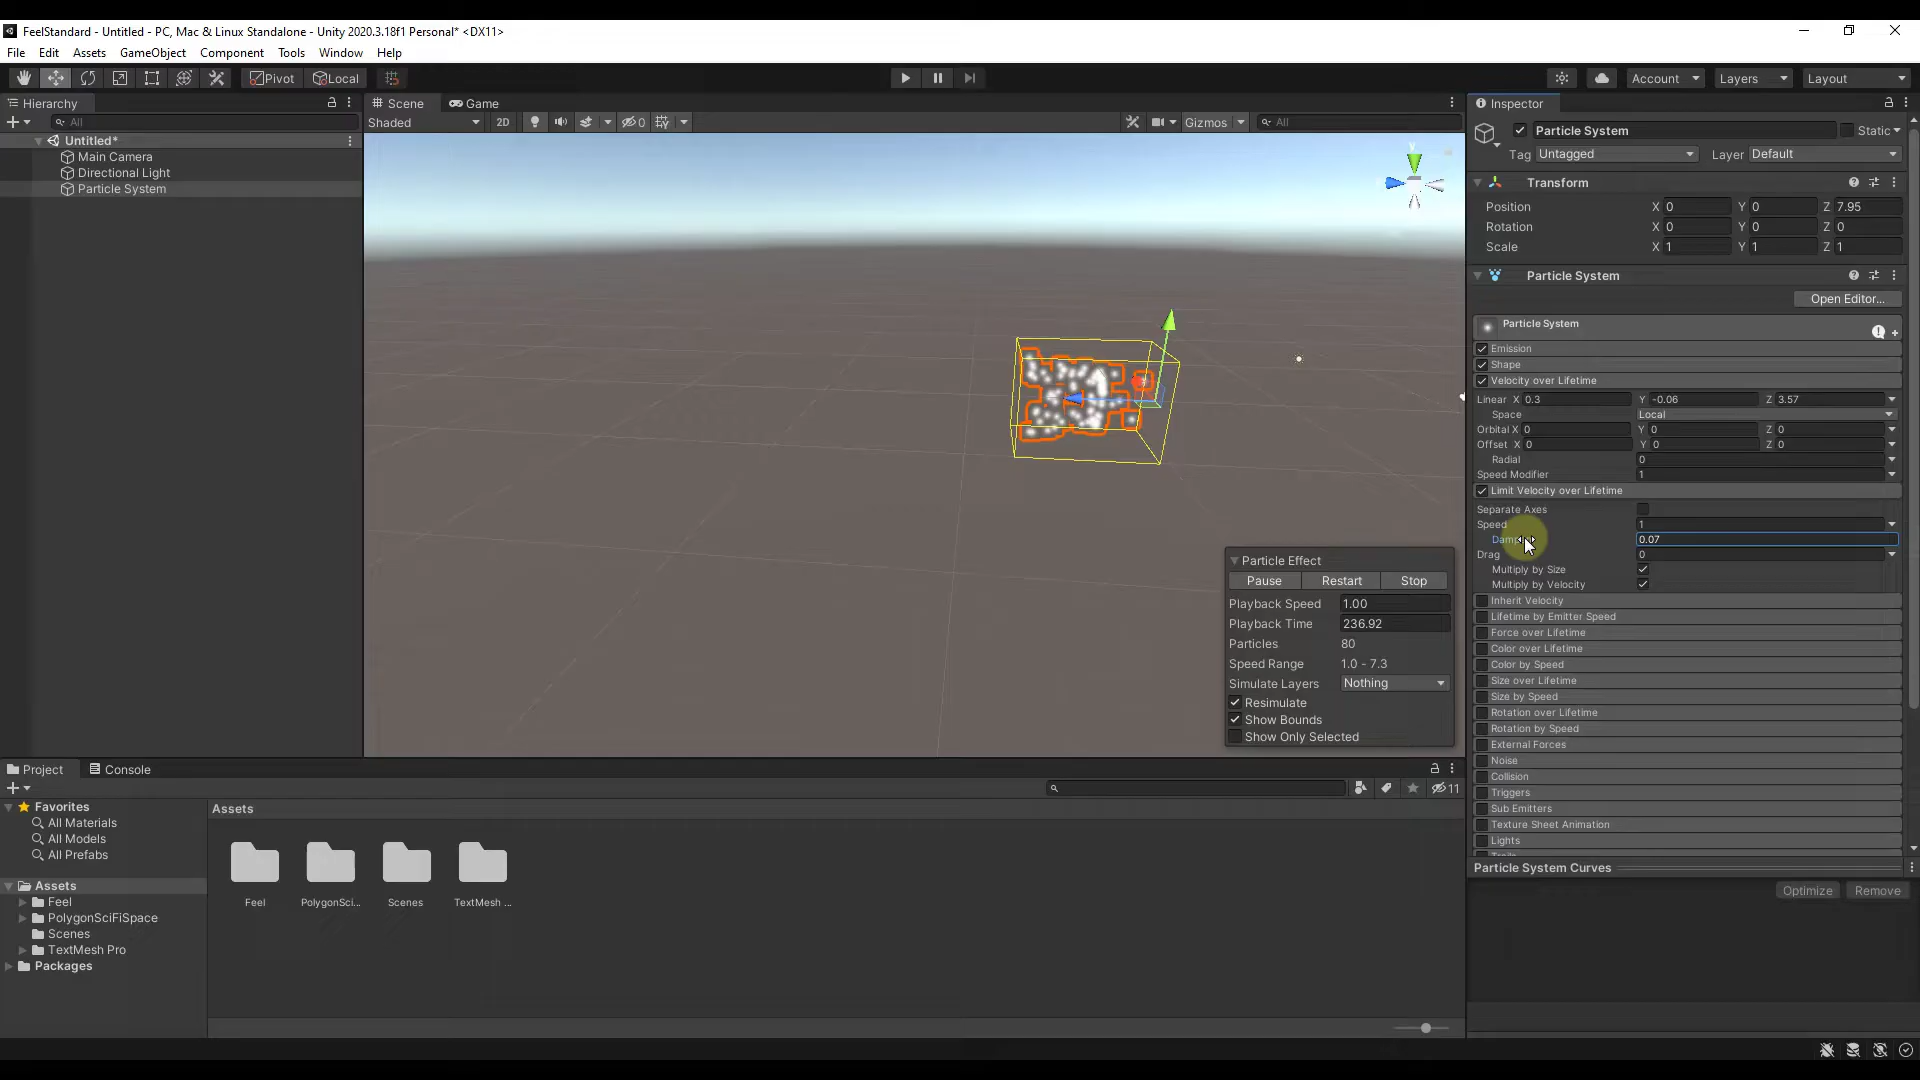 FeelStandard - Untitled - PC, Mac & Linux Standalone - Unity 2020.3.18f1 Personal* <DX11>
File Edit Assets GameObject Component Tools Window Help
Pivot Local Account Layers Layout
Hierarchy
All
Untitled*
Main Camera
Directional Light
Particle System
Scene Game
Shaded 2D 0 Gizmos All
y
Particle Effect
Pause Restart Stop
Playback Speed 1.00
Playback Time 236.92
Particles 80
Speed Range 1.0 - 7.3
Simulate Layers Nothing
Resimulate
Show Bounds
Show Only Selected
Inspector
Particle System Static
Tag Untagged Layer Default
Transform
Position X 0 Y 0 Z 7.95
Rotation X 0 Y 0 Z 0
Scale X 1 Y 1 Z 1
Particle System
Open Editor...
Particle System
Emission
Shape
Velocity over Lifetime
Linear X 0.3 Y -0.06 Z 3.57
Space Local
Orbital X 0 Y 0 Z 0
Offset X 0 Y 0 Z 0
Radial 0
Speed Modifier 1
Limit Velocity over Lifetime
Separate Axes
Speed 1
0.07
Drag 0
Multiply by Size
Multiply by Velocity
Inherit Velocity
Lifetime by Emitter Speed
Force over Lifetime
Color over Lifetime
Color by Speed
Size over Lifetime
Size by Speed
Rotation over Lifetime
Rotation by Speed
External Forces
Noise
Collision
Triggers
Sub Emitters
Texture Sheet Animation
Lights
Particle System Curves
Optimize Remove
Project Console
11
Favorites
All Materials
All Models
All Prefabs
Assets
Feel
PolygonSciFiSpace
Scenes
TextMesh Pro
Packages
Assets
Feel PolygonSci... Scenes TextMesh ...